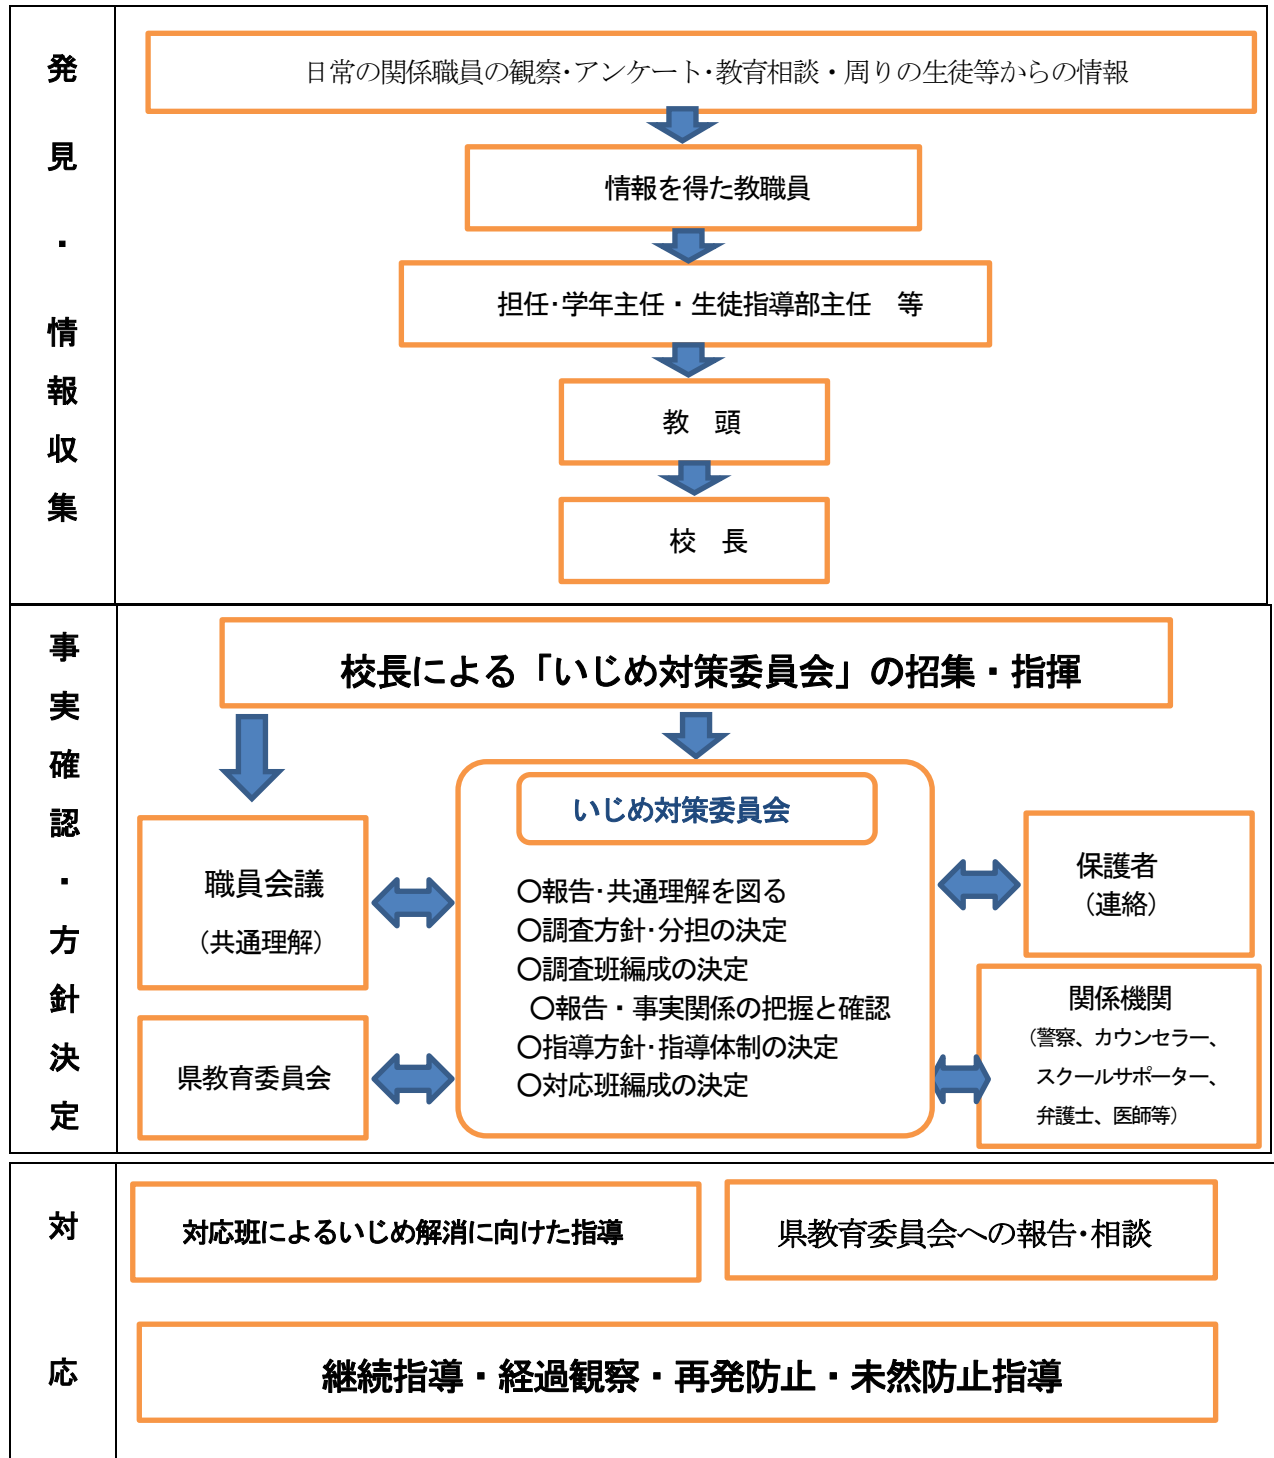 発見・情報収集
日常の関係職員の観察・アンケート・教育相談・周りの生徒等からの情報
情報を得た教職員
担任・学年主任・生徒指導部主任　等
教　頭
校　長
事実確認・方針決定
校長による「いじめ対策委員会」の招集・指揮
いじめ対策委員会
職員会議
（共通理解）
県教育委員会
○報告・共通理解を図る
○調査方針・分担の決定
○調査班編成の決定
○報告・事実関係の把握と確認
○指導方針・指導体制の決定
○対応班編成の決定
保護者
（連絡）
関係機関
（警察、カウンセラー、
スクールサポーター、
弁護士、医師等）
対応
対応班によるいじめ解消に向けた指導
県教育委員会への報告・相談
継続指導・経過観察・再発防止・未然防止指導